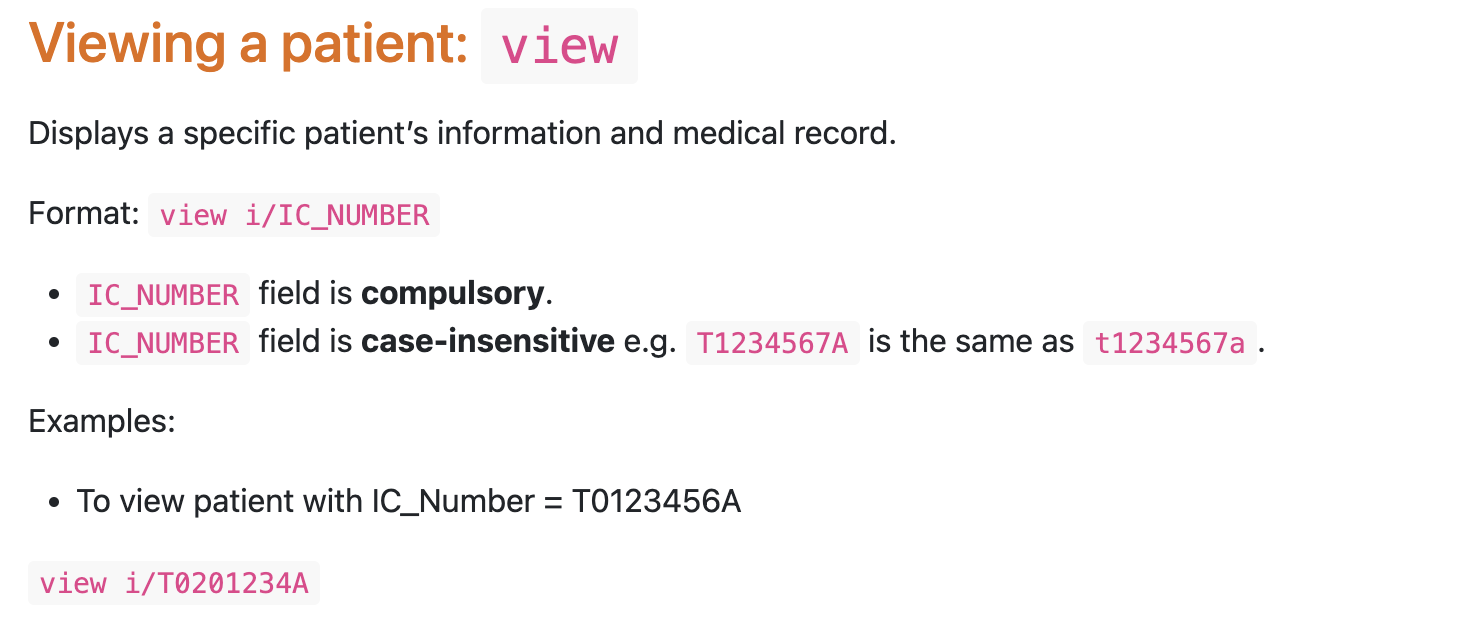 Viewing a patient: view
Displays a specific patient’s information and medical record.
Format: view i/IC_NUMBER
• IC_NUMBER field is compulsory.
• IC_NUMBER field is case-insensitive e.g. T1234567A is the same as t1234567a.
Examples:
• To view patient with IC_Number = T0123456A
view i/T0201234A